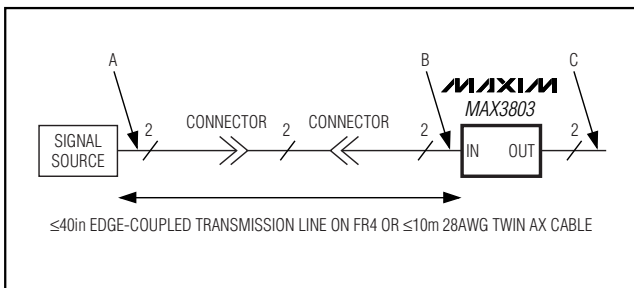 A
B
C
MAXIM
MAX3803
2
CONNECTOR
2
CONNECTOR
2
2
SIGNAL
SOURCE
IN OUT
≤40in EDGE-COUPLED TRANSMISSION LINE ON FR4 OR ≤10m 28AWG TWIN AX CABLE